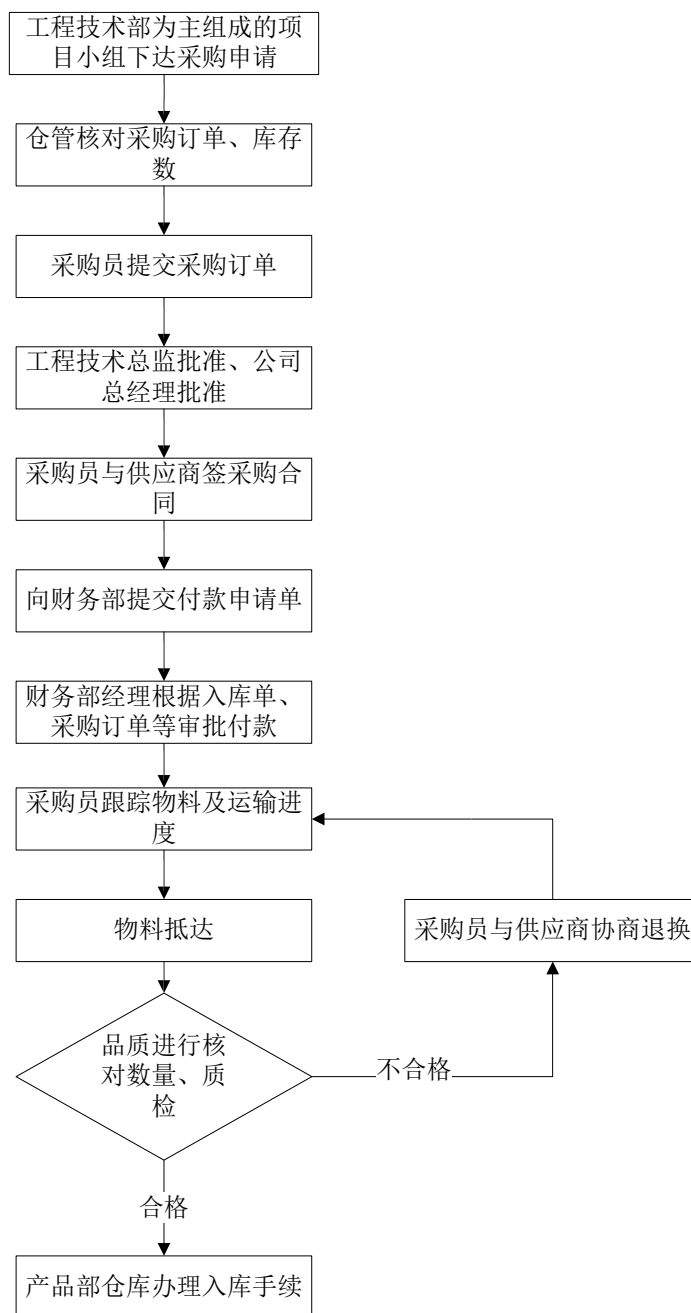 工程技术部为主组成的项
目小组下达采购申请
仓管核对采购订单、库存
数
采购员提交采购订单
工程技术总监批准、公司
总经理批准
采购员与供应商签采购合
同
向财务部提交付款申请单
财务部经理根据入库单、
采购订单等审批付款
采购员跟踪物料及运输进
度
物料抵达
采购员与供应商协商退换
品质进行核
对数量、质
检
不合格
合格
产品部仓库办理入库手续